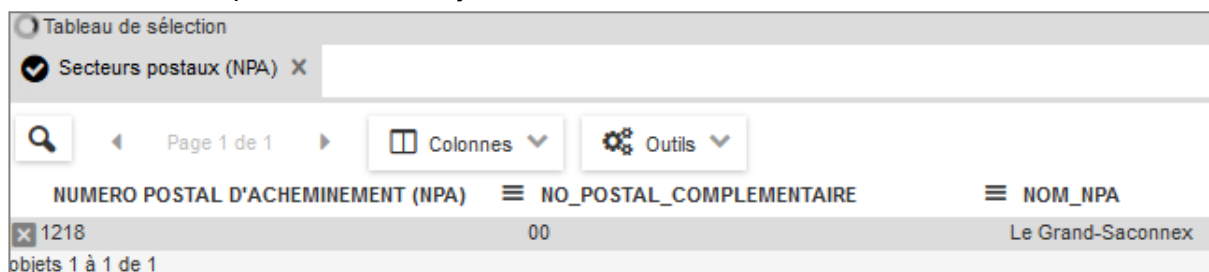 Tableau de sélection
Secteurs postaux (NPA)
Page 1 de 1 Colonnes Outils
NUMERO POSTAL D'ACHEMINEMENT (NPA) NO_POSTAL_COMPLEMENTAIRE NOM_NPA
1218 00 Le Grand-Saconnex
objets 1 à 1 de 1